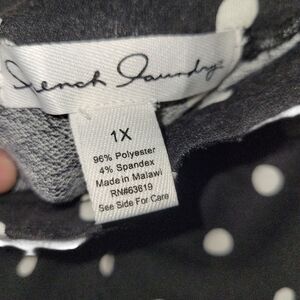 French Laundry
1X
96% Polyester
4% Spandex
Made in Malawi
RN#63619
See Side For Care